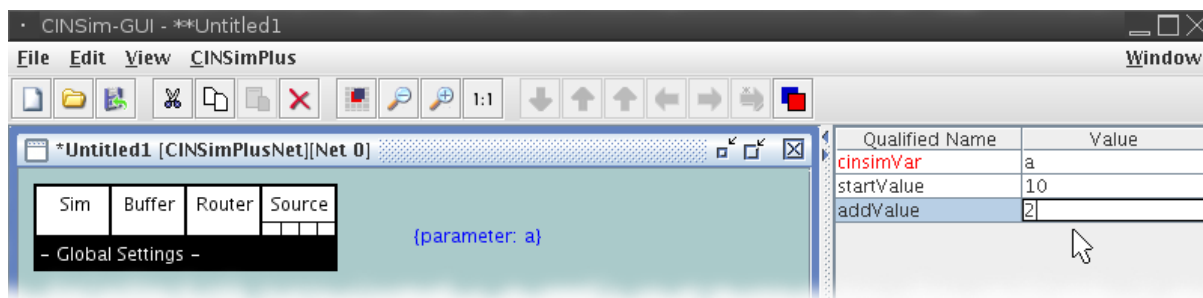 · CINSim-GUI - **Untitled1
File Edit View CINSimPlus Window
1:1
*Untitled1 [CINSimPlusNet][Net 0]
Sim Buffer Router Source
- Global Settings -
{parameter: a}
Qualified Name Value
cinsimVar a
startValue 10
addValue 2